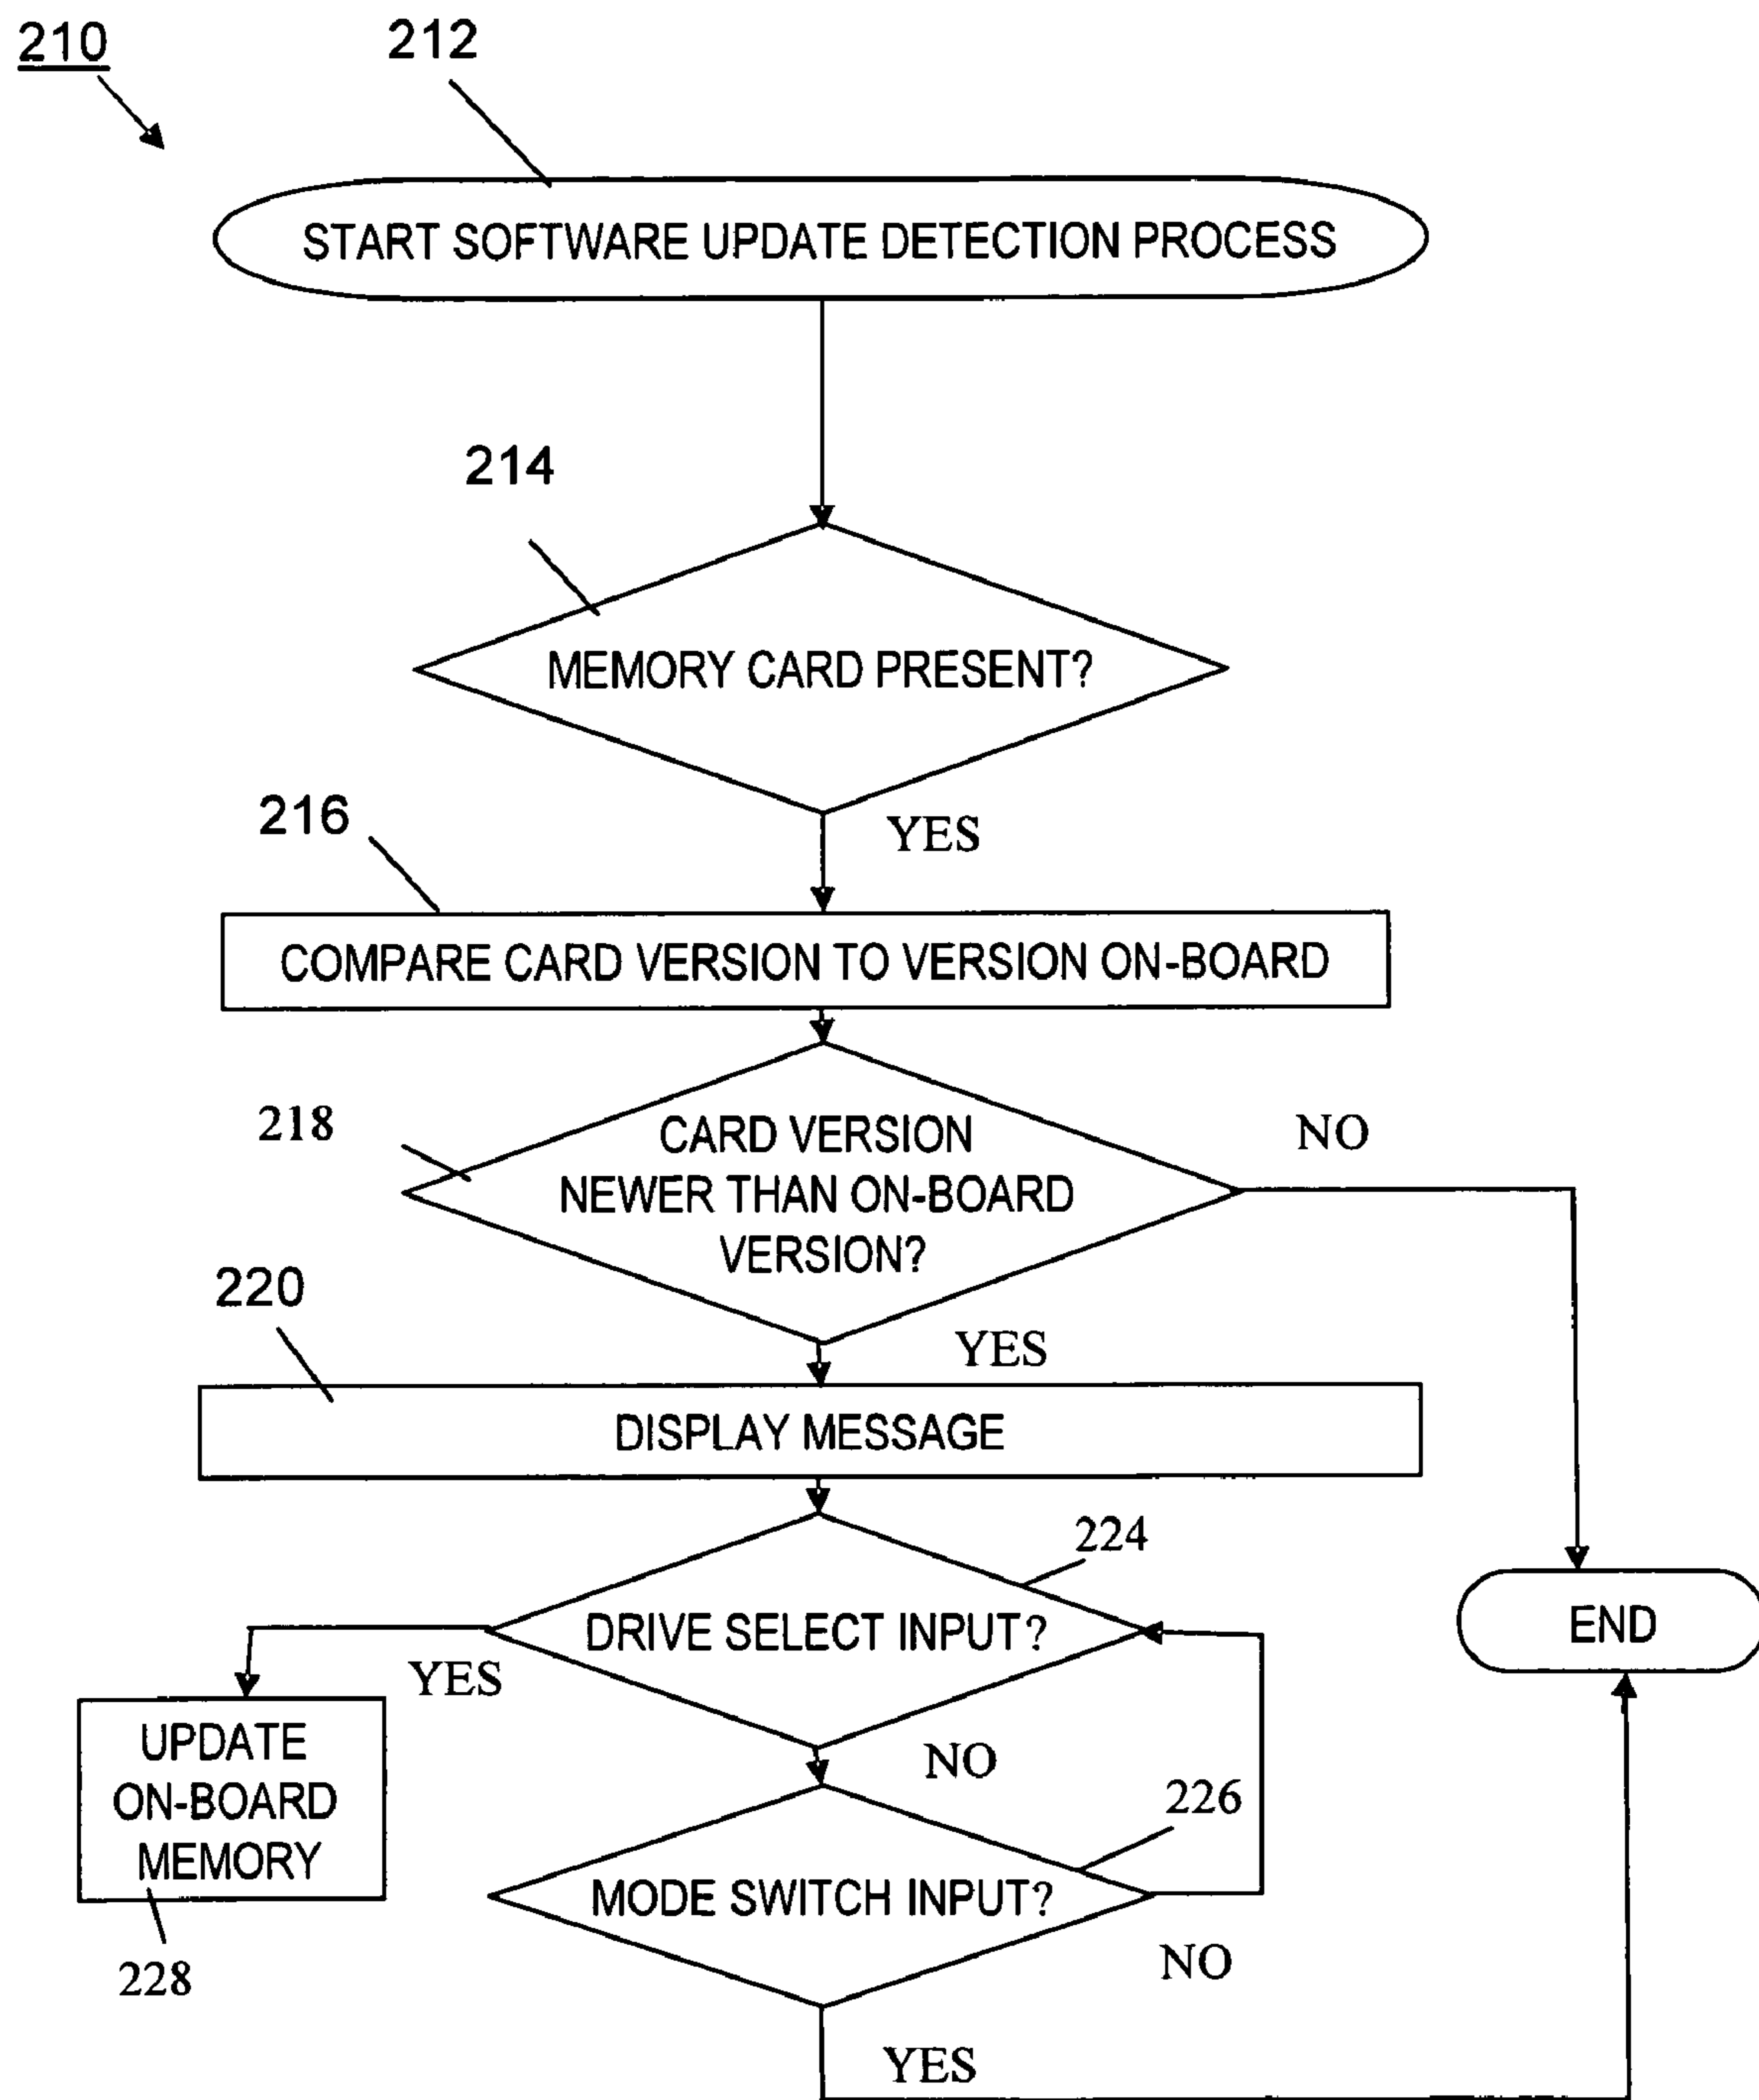 210
212
START SOFTWARE UPDATE DETECTION PROCESS
214
MEMORY CARD PRESENT?
216
YES
COMPARE CARD VERSION TO VERSION ON-BOARD
218
CARD VERSION
NEWER THAN ON-BOARD
VERSION?
NO
220
YES
DISPLAY MESSAGE
224
DRIVE SELECT INPUT?
END
YES
UPDATE
ON-BOARD
MEMORY
NO
226
MODE SWITCH INPUT?
228
NO
YES